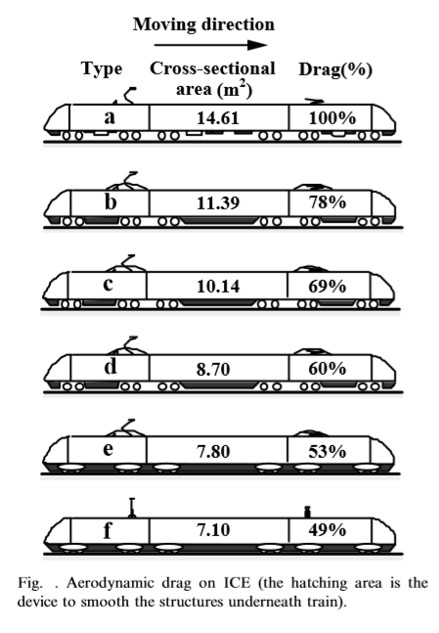 Moving direction
Type Cross-sectional area (m²) Drag(%)
a 14.61 100%
b 11.39 78%
c 10.14 69%
d 8.70 60%
e 7.80 53%
f 7.10 49%
Fig. . Aerodynamic drag on ICE (the hatching area is the
device to smooth the structures underneath train).